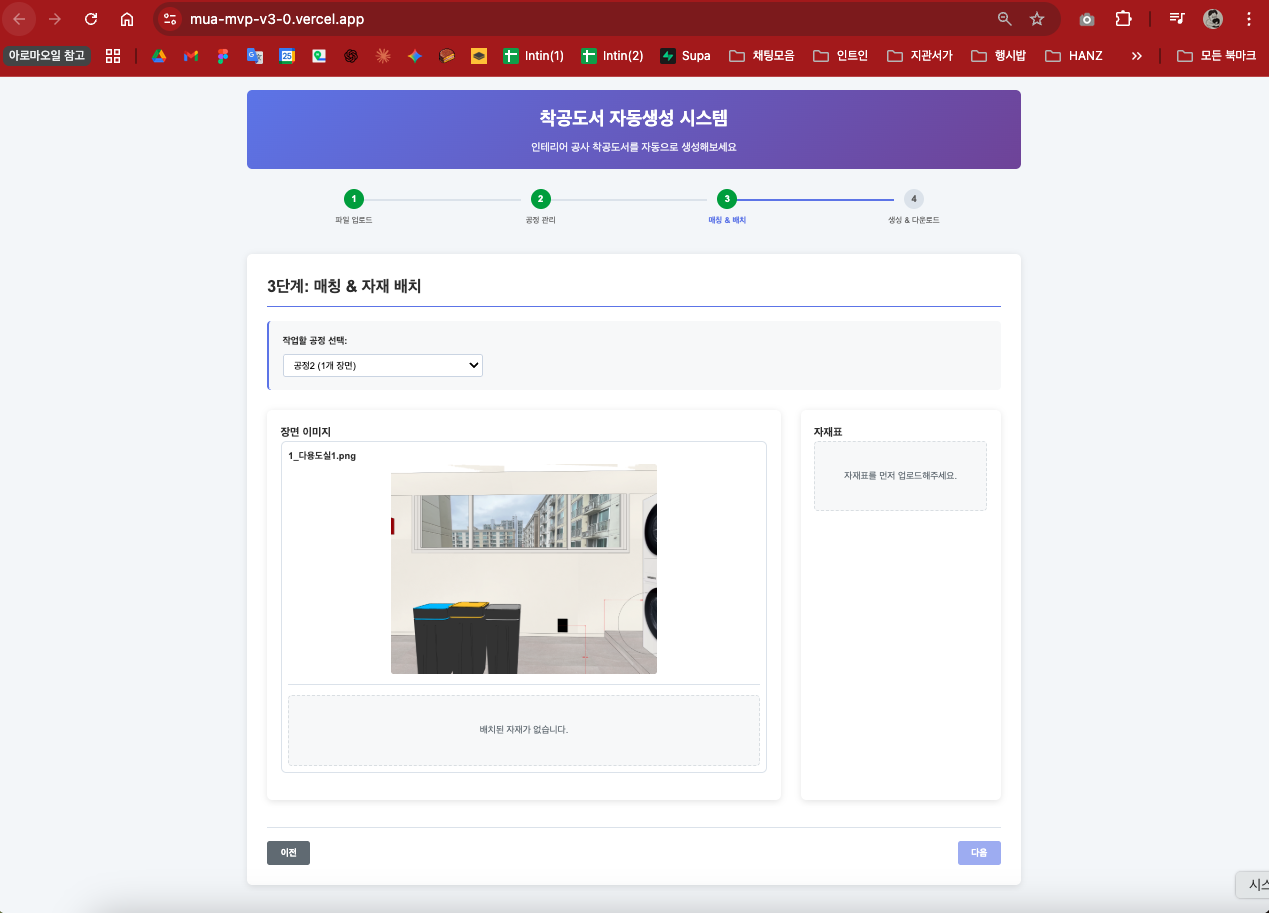 mua-mvp-v3-0.vercel.app
아로마오일 참고
25
Intin(1)
Intin(2)
Supa
채팅모음
인트인
지관서가
행시밥
HANZ
모든 북마크
착공도서 자동생성 시스템
인테리어 공사 착공도서를 자동으로 생성해보세요
1
2
3
4
파일 업로드
공정 관리
매칭 & 배치
생성 & 다운로드
3단계: 매칭 & 자재 배치
작업할 공정 선택:
공정2 (1개 장면)
장면 이미지
자재표
1_다용도실1.png
자재표를 먼저 업로드해주세요.
배치된 자재가 없습니다.
이전
다음
시스